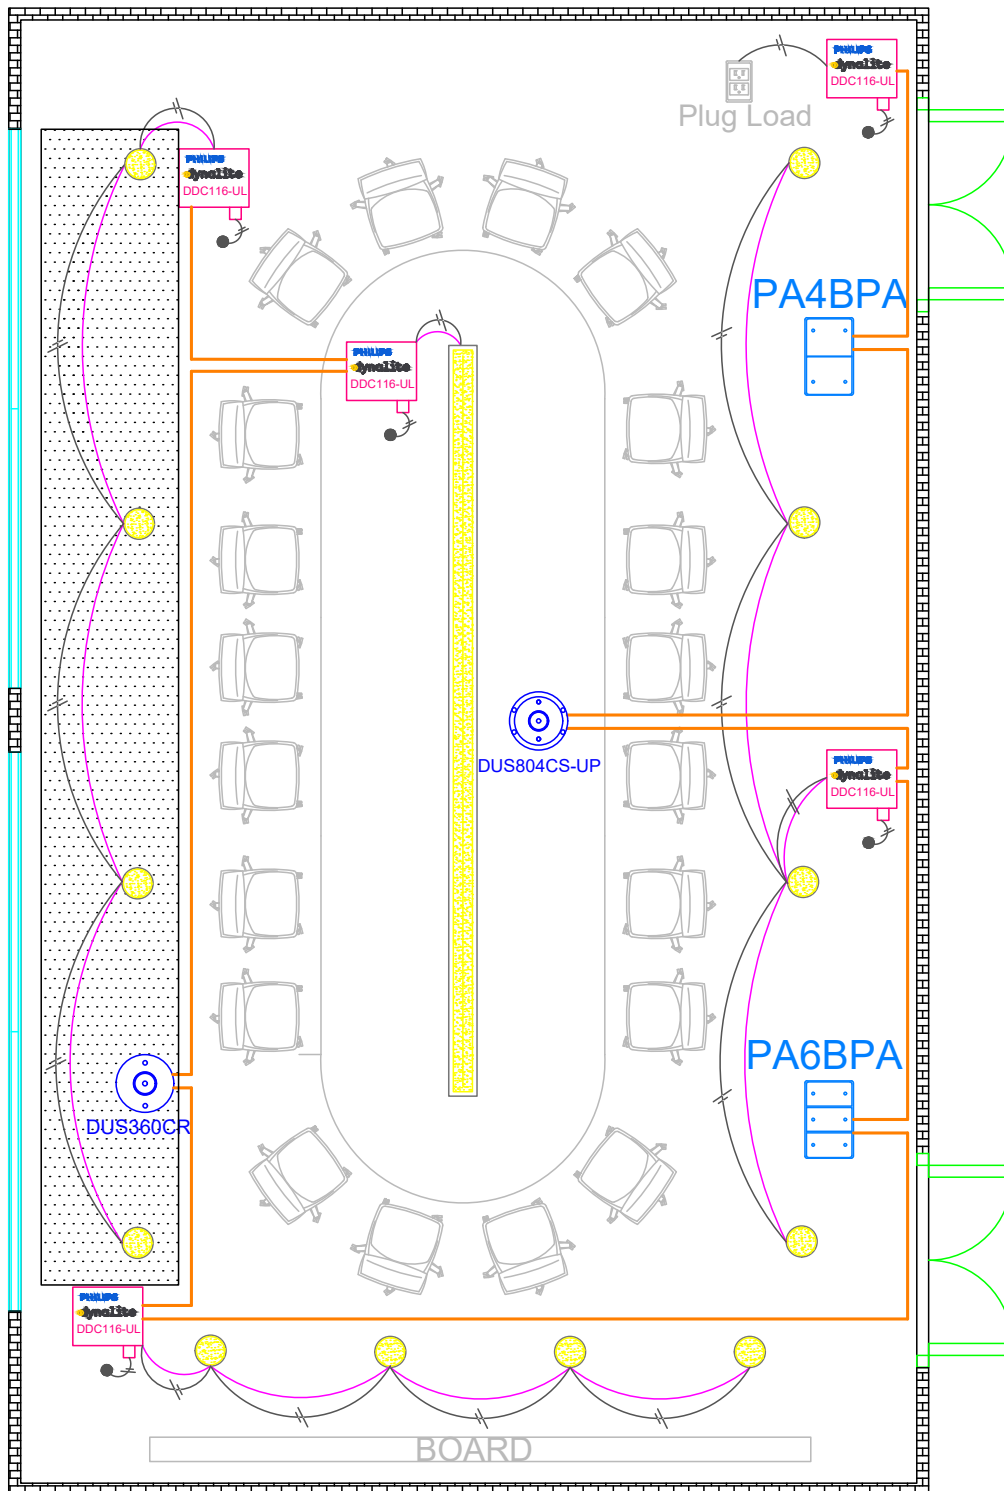 PHILIPS
dynalite
DDC116-UL
Plug Load
PHILIPS
dynalite
DDC116-UL
PA4BPA
PHILIPS
dynalite
DDC116-UL
DUS804CS-UP
PHILIPS
dynalite
DDC116-UL
PA6BPA
DUS360CR
PHILIPS
dynalite
DDC116-UL
BOARD